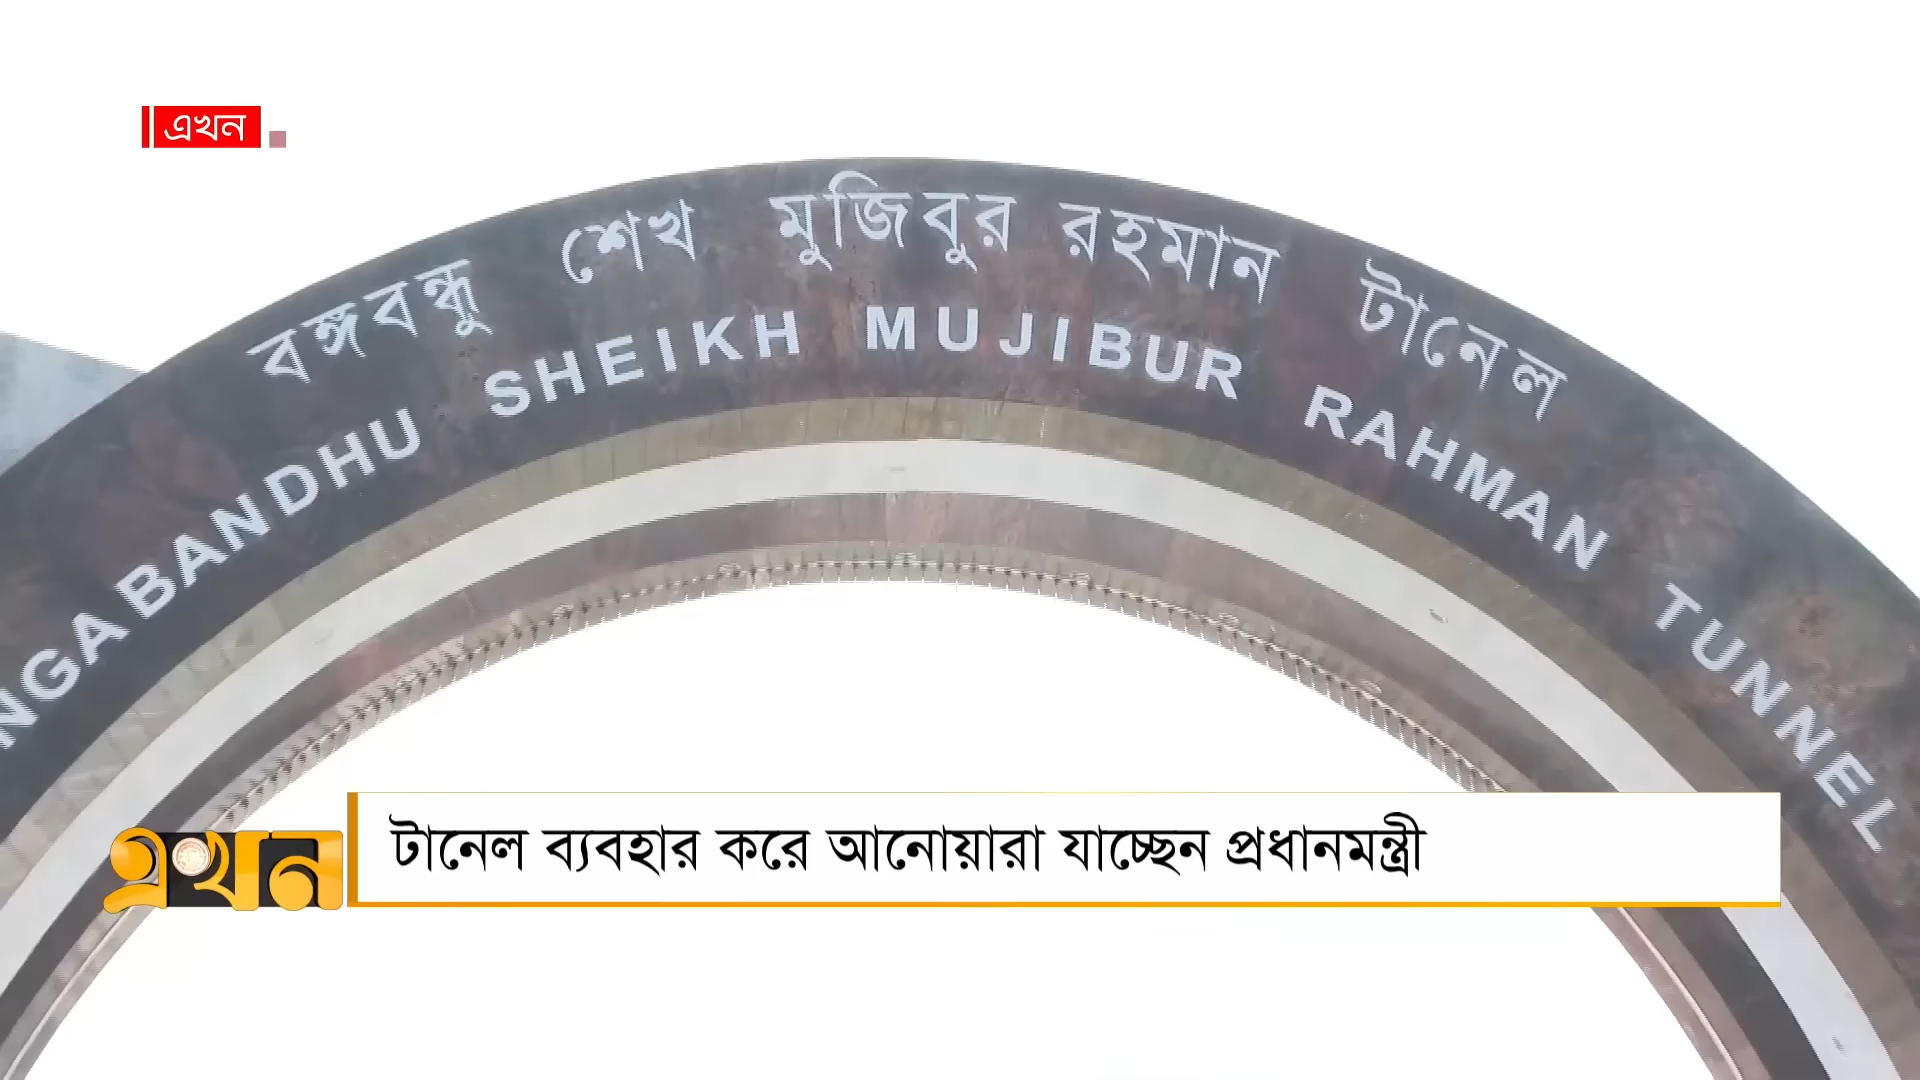 এখন
বঙ্গবন্ধু শেখ মুজিবুর রহমান টানেল
NGABANDHU SHEIKH MUJIBUR RAHMAN TUNNEL
এখন
টানেল ব্যবহার করে আনোয়ারা যাচ্ছেন প্রধানমন্ত্রী